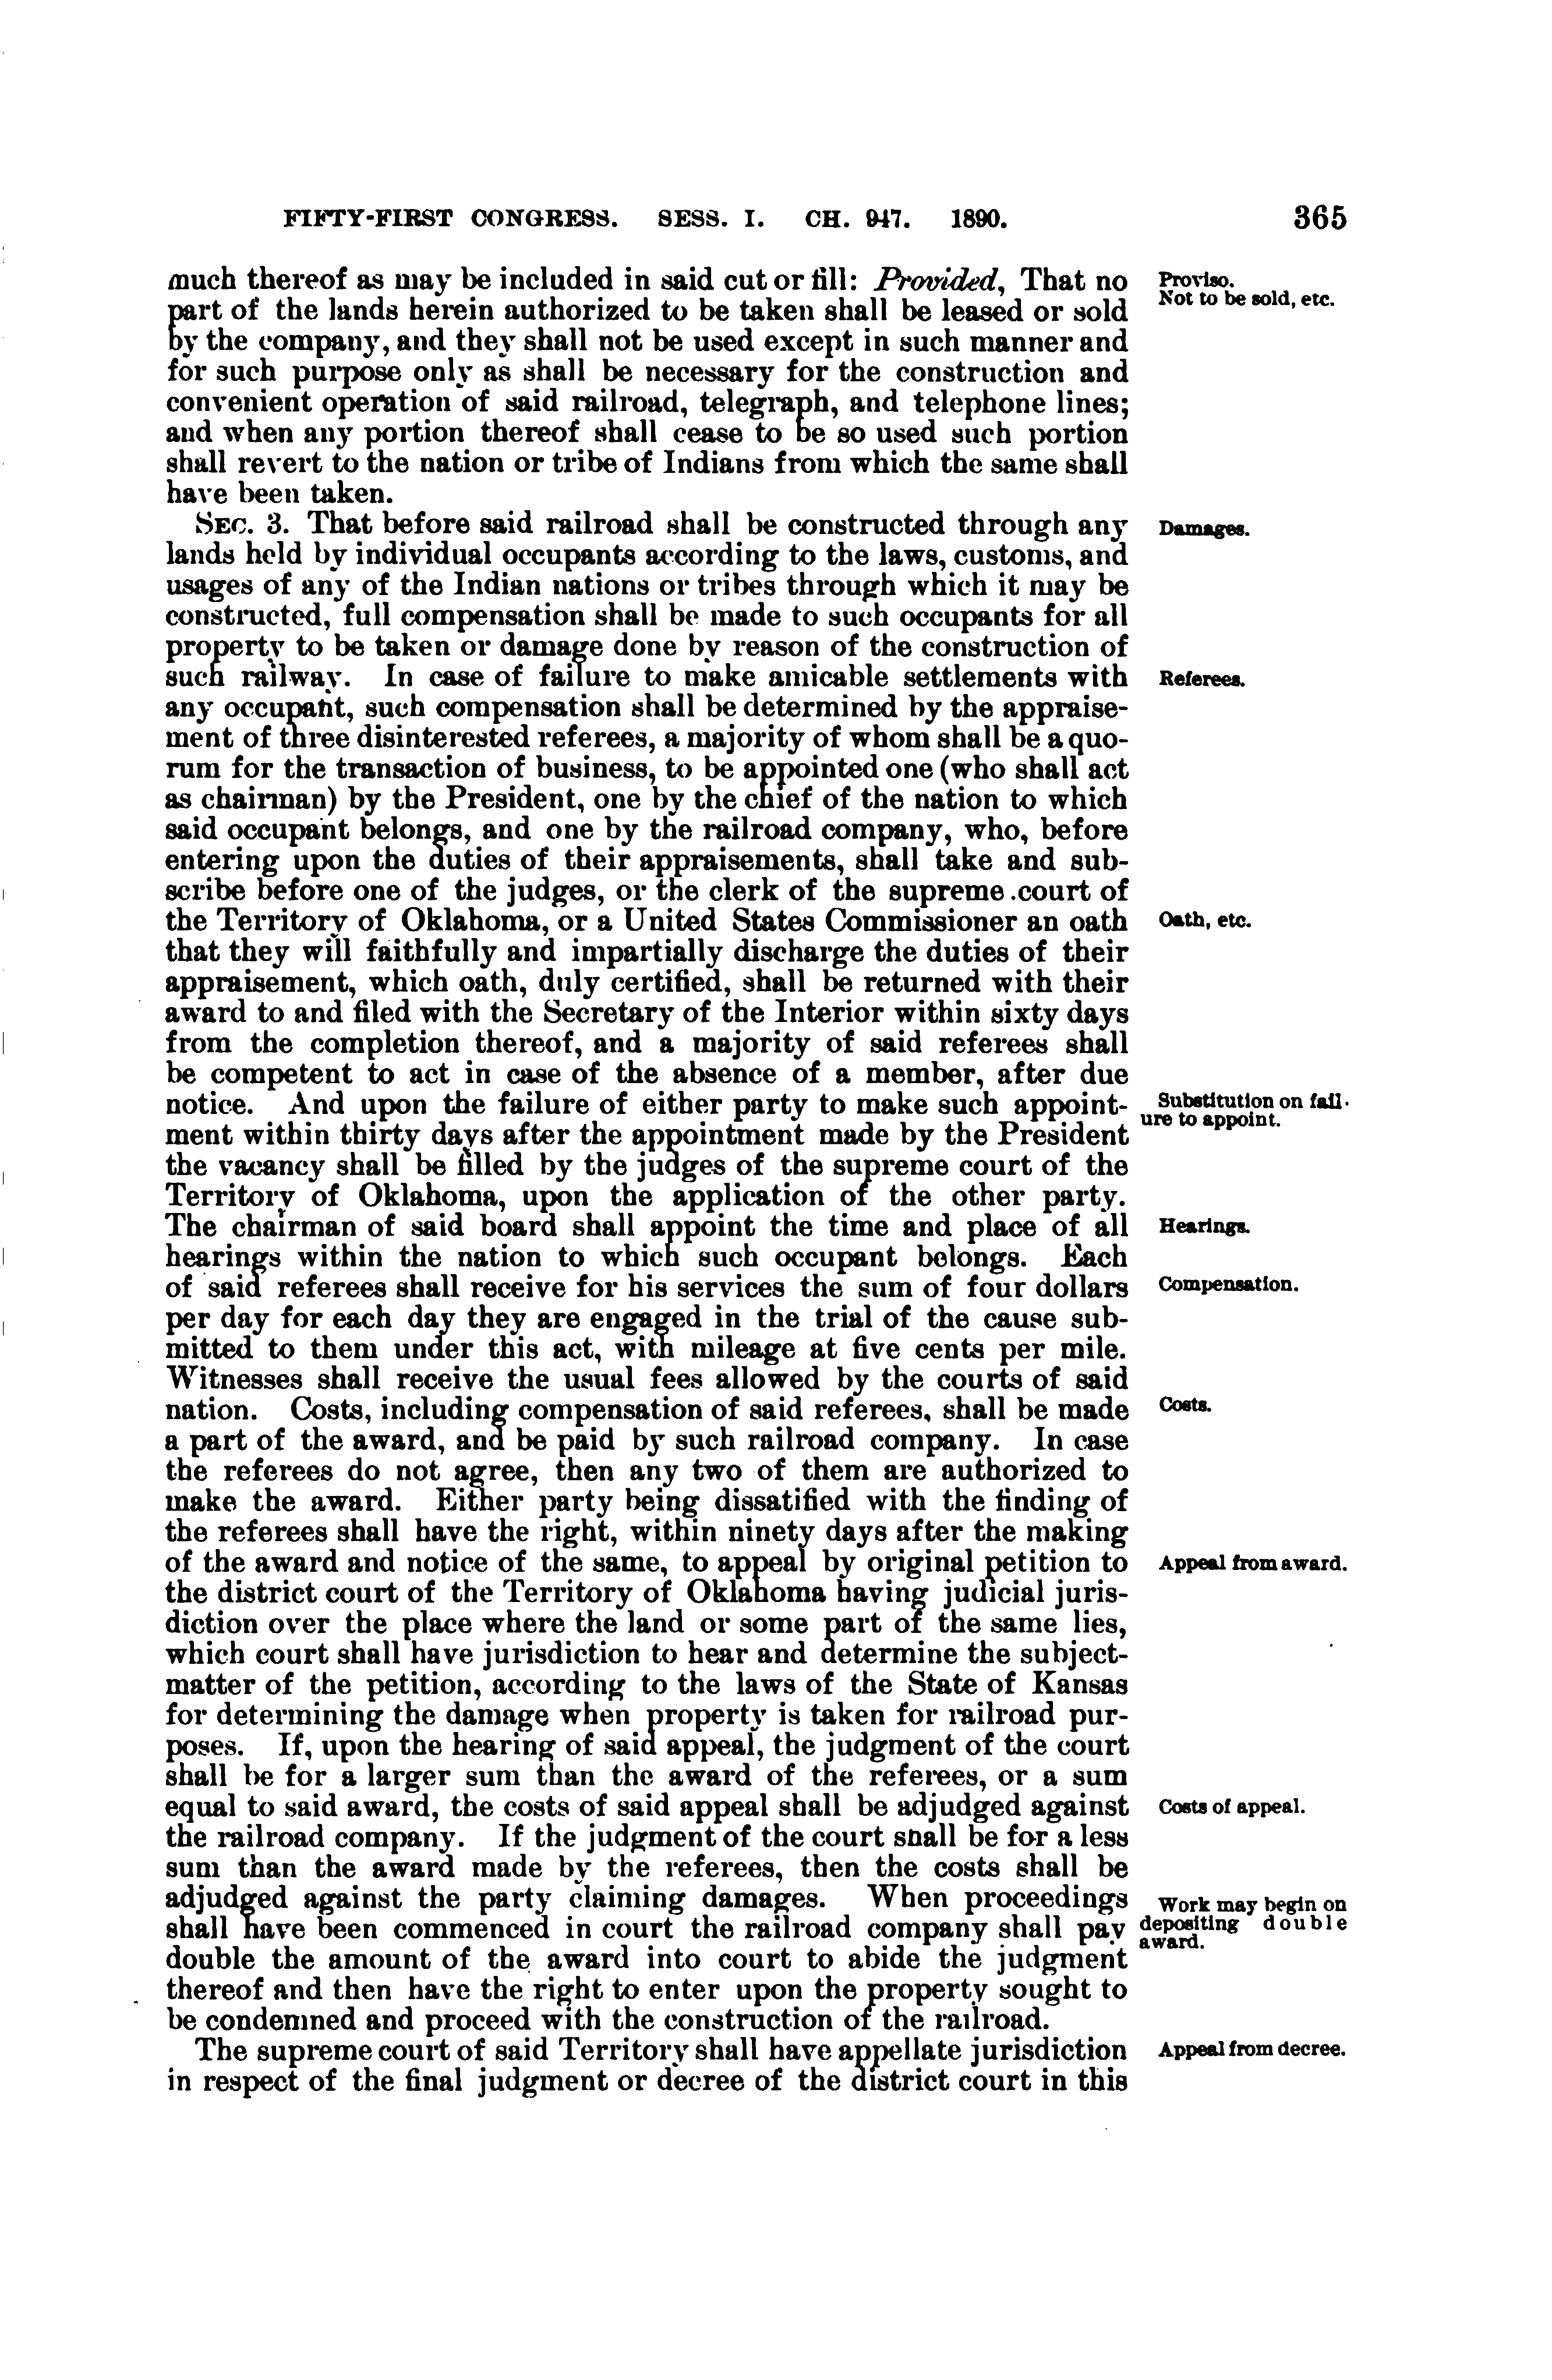 FIFTY-FIRST CONGRESS. SESS. I. CH. 947. 1890. 365
much thereof as may be included in said cut or fill: Provided, That no
part of the lands herein authorized to be taken shall be leased or sold
by the company, and they shall not be used except in such manner and
for such purpose only as shall be necessary for the construction and
convenient operation of said railroad, telegraph, and telephone lines;
and when any portion thereof shall cease to be so used such portion
shall revert to the nation or tribe of Indians from which the same shall
have been taken.
SEC. 3. That before said railroad shall be constructed through any
lands held by individual occupants according to the laws, customs, and
usages of any of the Indian nations or tribes through which it may be
constructed, full compensation shall be made to such occupants for all
property to be taken or damage done by reason of the construction of
such railway. In case of failure to make amicable settlements with
any occupant, such compensation shall be determined by the appraise-
ment of three disinterested referees, a majority of whom shall be a quo-
rum for the transaction of business, to be appointed one (who shall act
as chairman) by the President, one by the chief of the nation to which
said occupant belongs, and one by the railroad company, who, before
entering upon the duties of their appraisements, shall take and sub-
scribe before one of the judges, or the clerk of the supreme court of
the Territory of Oklahoma, or a United States Commissioner an oath
that they will faithfully and impartially discharge the duties of their
appraisement, which oath, duly certified, shall be returned with their
award to and filed with the Secretary of the Interior within sixty days
from the completion thereof, and a majority of said referees shall
be competent to act in case of the absence of a member, after due
notice. And upon the failure of either party to make such appoint-
ment within thirty days after the appointment made by the President
the vacancy shall be filled by the judges of the supreme court of the
Territory of Oklahoma, upon the application of the other party.
The chairman of said board shall appoint the time and place of all
hearings within the nation to which such occupant belongs. Each
of said referees shall receive for his services the sum of four dollars
per day for each day they are engaged in the trial of the cause sub-
mitted to them under this act, with mileage at five cents per mile.
Witnesses shall receive the usual fees allowed by the courts of said
nation. Costs, including compensation of said referees, shall be made
a part of the award, and be paid by such railroad company. In case
the referees do not agree, then any two of them are authorized to
make the award. Either party being dissatified with the finding of
the referees shall have the right, within ninety days after the making
of the award and notice of the same, to appeal by original petition to
the district court of the Territory of Oklahoma having judicial juris-
diction over the place where the land or some part of the same lies,
which court shall have jurisdiction to hear and determine the subject-
matter of the petition, according to the laws of the State of Kansas
for determining the damage when property is taken for railroad pur-
poses. If, upon the hearing of said appeal, the judgment of the court
shall be for a larger sum than the award of the referees, or a sum
equal to said award, the costs of said appeal shall be adjudged against
the railroad company. If the judgment of the court shall be for a less
sum than the award made by the referees, then the costs shall be
adjudged against the party claiming damages. When proceedings
shall have been commenced in court the railroad company shall pay
double the amount of the award into court to abide the judgment
thereof and then have the right to enter upon the property sought to
be condemned and proceed with the construction of the railroad.
The supreme court of said Territory shall have appellate jurisdiction
in respect of the final judgment or decree of the district court in this
Proviso.
Not to be sold, etc.
Damages.
Referees.
Oath, etc.
Substitution on fail-
ure to appoint.
Hearings.
Compensation.
Costs.
Appeal from award.
Costs of appeal.
Work may begin on
depositing double
award.
Appeal from decree.